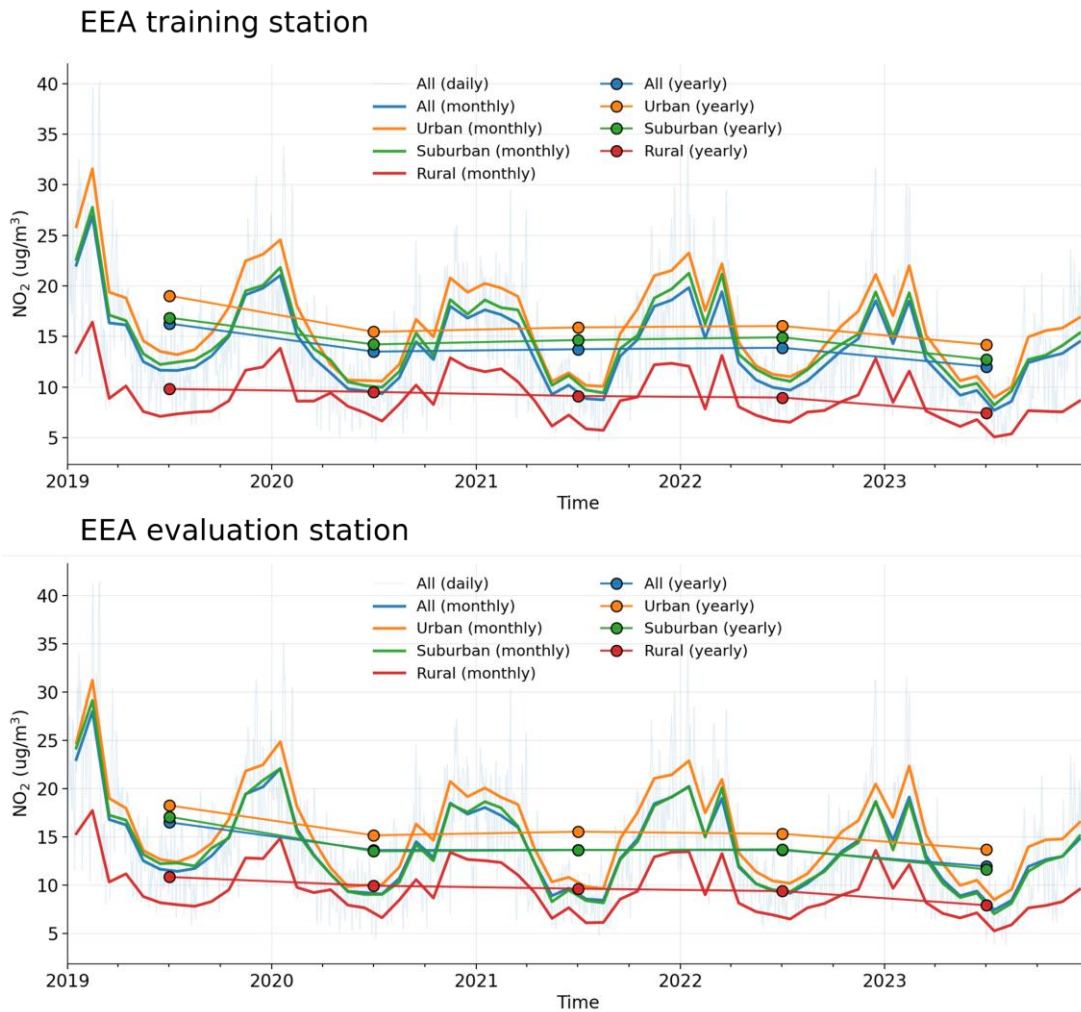 EEA training station
All (daily)
All (monthly)
Urban (monthly)
Suburban (monthly)
Rural (monthly)
All (yearly)
Urban (yearly)
Suburban (yearly)
Rural (yearly)
NO₂ (ug/m³)
40
35
30
25
20
15
10
5
2019 2020 2021 2022 2023
Time
EEA evaluation station
All (daily)
All (monthly)
Urban (monthly)
Suburban (monthly)
Rural (monthly)
All (yearly)
Urban (yearly)
Suburban (yearly)
Rural (yearly)
NO₂ (ug/m³)
40
35
30
25
20
15
10
5
2019 2020 2021 2022 2023
Time